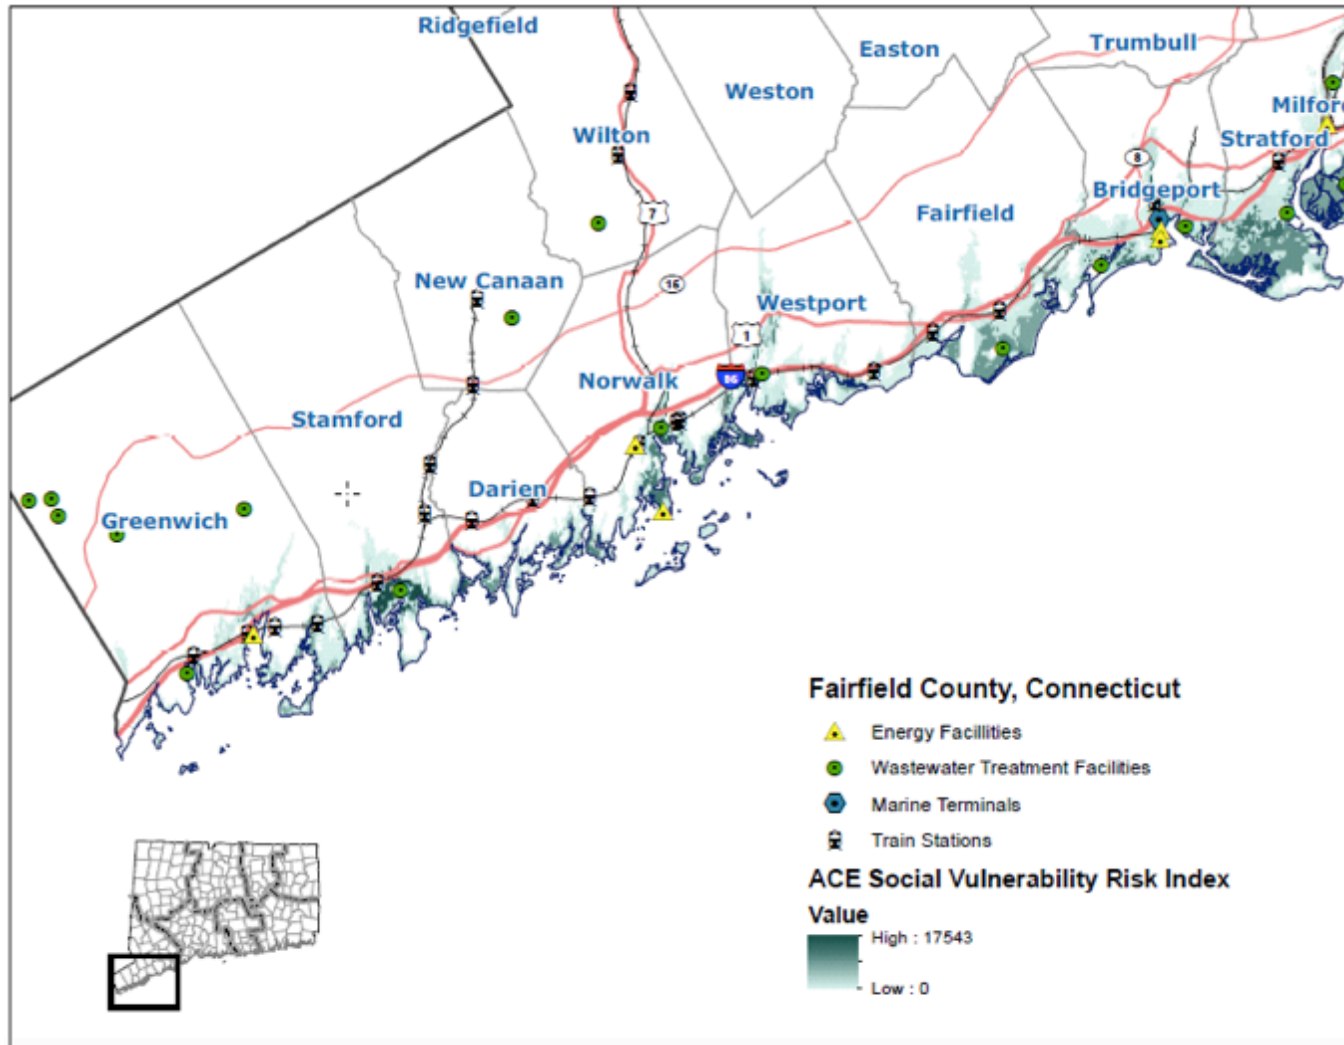 Ridgefield
Easton
Trumbull
Weston
Milford
Wilton
Stratford
8
Bridgeport
7
Fairfield
New Canaan
16
Westport
1
Norwalk
Stamford
Darien
Greenwich
Fairfield County, Connecticut
Energy Facillities
Wastewater Treatment Facilities
Marine Terminals
Train Stations
ACE Social Vulnerability Risk Index
Value
High : 17543
Low : 0